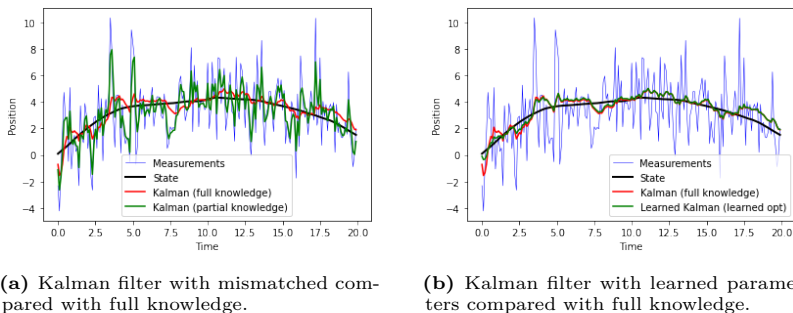 10
8
6
4
2
0
−2
−4
Position
Measurements
State
Kalman (full knowledge)
Kalman (partial knowledge)
0.0 2.5 5.0 7.5 10.0 12.5 15.0 17.5 20.0
Time
(a) Kalman filter with mismatched com-
pared with full knowledge.
10
8
6
4
2
0
−2
−4
Position
Measurements
State
Kalman (full knowledge)
Learned Kalman (learned opt)
0.0 2.5 5.0 7.5 10.0 12.5 15.0 17.5 20.0
Time
(b) Kalman filter with learned parame
ters compared with full knowledge.